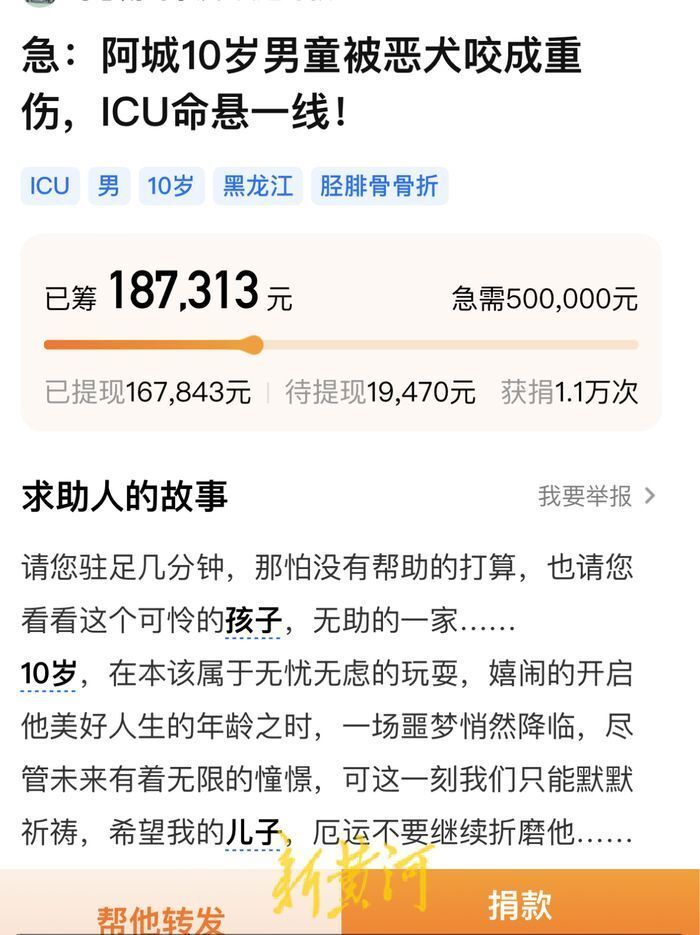 急：阿城10岁男童被恶犬咬成重
伤，ICU命悬一线！
ICU 男 10岁 黑龙江 胫腓骨骨折
已筹 187,313 元 急需500,000元
已提现167,843元 待提现19,470元 获捐1.1万次
求助人的故事 我要举报
请您驻足几分钟，那怕没有帮助的打算，也请您
看看这个可怜的孩子，无助的一家……
10岁，在本该属于无忧无虑的玩耍，嬉闹的开启
他美好人生的年龄之时，一场噩梦悄然降临，尽
管未来有着无限的憧憬，可这一刻我们只能默默
祈祷，希望我的儿子，厄运不要继续折磨他……
新黄河
帮他转发 捐款